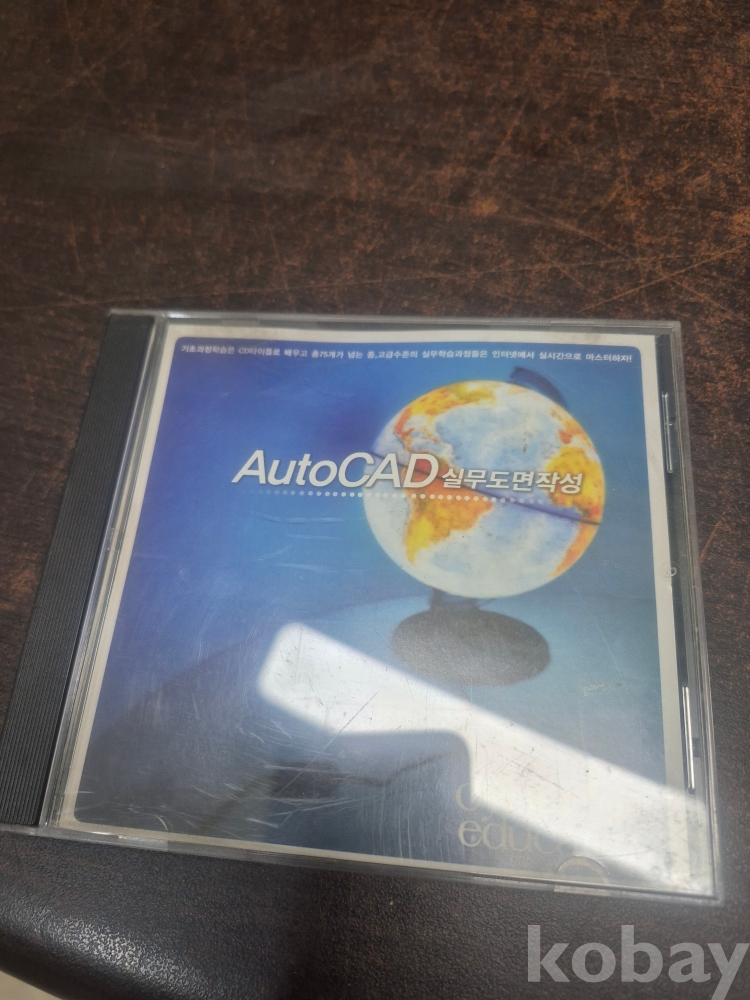 기초과정학습은 CD타이틀로 배우고 총75개가 넘는 중,고급수준의 실무학습과정들은 인터넷에서 실시간으로 마스터하자!
AutoCAD 실무도면작성
kobay